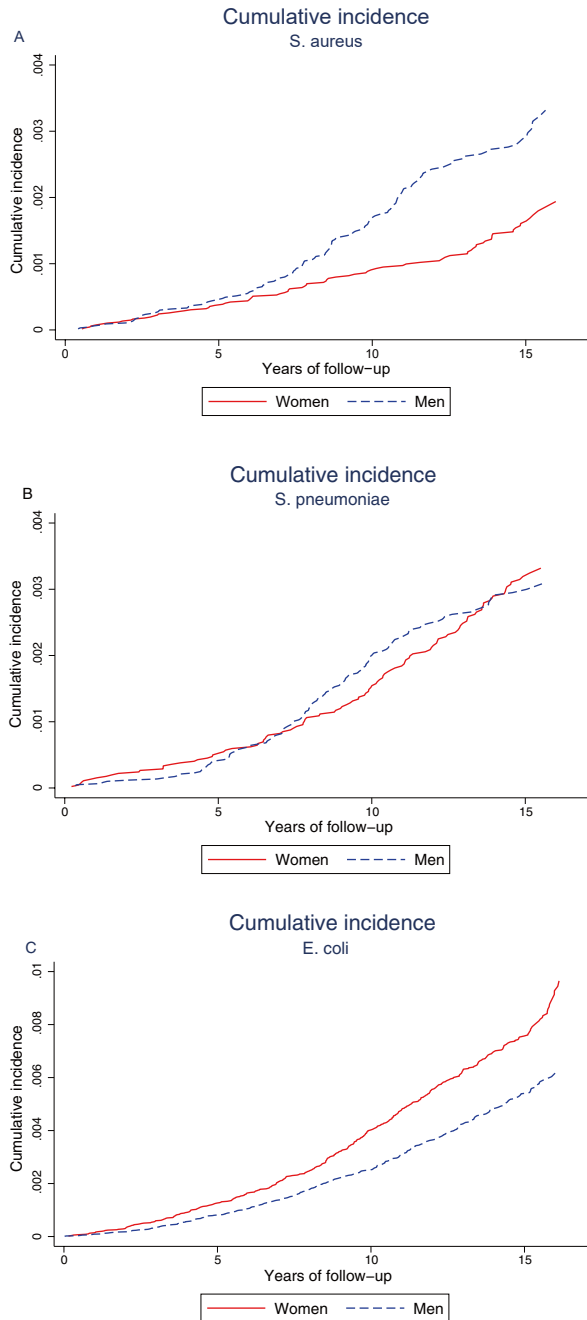 Cumulative incidence
A
S. aureus
.004
.003
.002
.001
0
Cumulative incidence
0 5 10 15
Years of follow-up
Women Men
Cumulative incidence
B
S. pneumoniae
.004
.003
.002
.001
0
Cumulative incidence
0 5 10 15
Years of follow-up
Women Men
Cumulative incidence
C
E. coli
.01
.008
.006
.004
.002
0
Cumulative incidence
0 5 10 15
Years of follow-up
Women Men